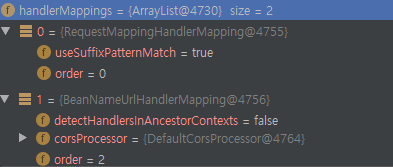 handlerMappings = {ArrayList@4730} size = 2
0 = {RequestMappingHandlerMapping@4755}
useSuffixPatternMatch = true
order = 0
1 = {BeanNameUrlHandlerMapping@4756}
detectHandlersInAncestorContexts = false
corsProcessor = {DefaultCorsProcessor@4764}
order = 2